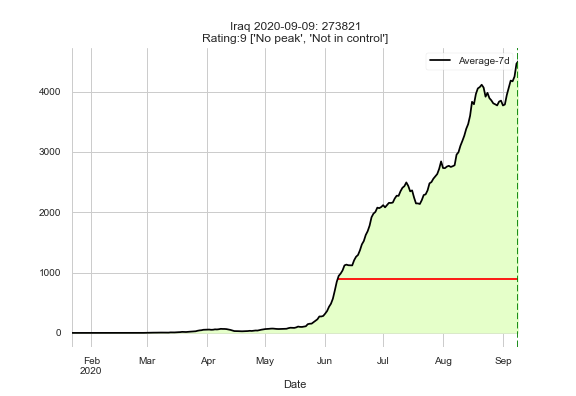 Iraq 2020-09-09: 273821
Rating:9 ['No peak', 'Not in control']
Average-7d
4000
3000
2000
1000
0
Feb Mar Apr May Jun Jul Aug Sep
2020
Date